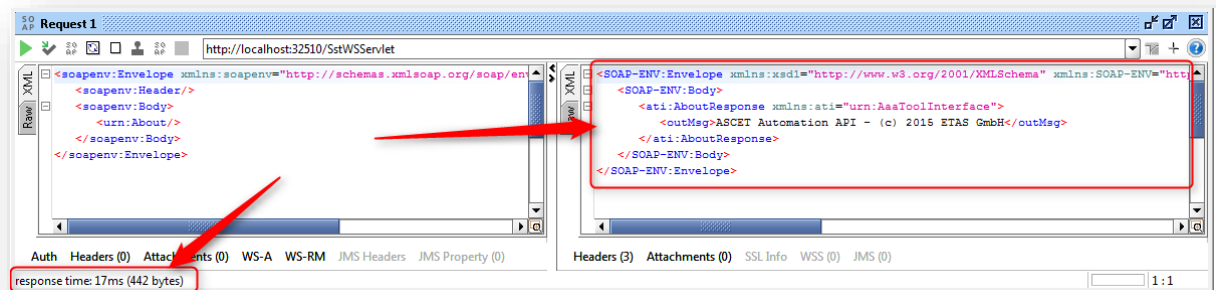 SO
AP Request 1
http://localhost:32510/SstWSServlet
XML
Raw
<soapenv:Envelope xmlns:soapenv="http://schemas.xmlsoap.org/soap/en
<soapenv:Header/>
<soapenv:Body>
<urn:About/>
</soapenv:Body>
</soapenv:Envelope>
XML
<SOAP-ENV:Envelope xmlns:xsd1="http://www.w3.org/2001/XMLSchema" xmlns:SOAP-ENV="http
<SOAP-ENV:Body>
<ati:AboutResponse xmlns:ati="urn:AaaToolInterface">
<outMsg>ASCET Automation API - (c) 2015 ETAS GmbH</outMsg>
</ati:AboutResponse>
</SOAP-ENV:Body>
</SOAP-ENV:Envelope>
Auth Headers (0) (0) WS-A WS-RM JMS Headers JMS Property (0)
Headers (3) Attachments (0) SSL Info WSS (0) JMS (0)
response time: 17ms (442 bytes)
1 : 1